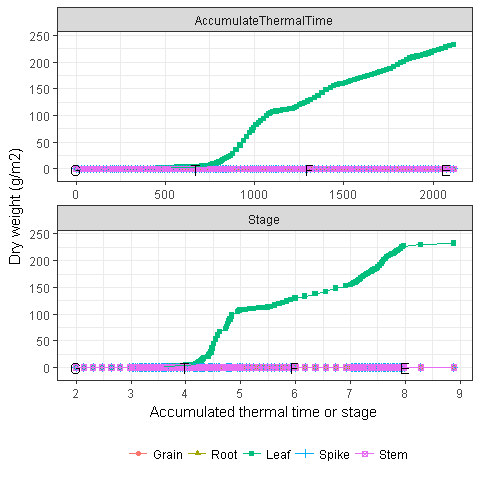 AccumulateThermalTime
250
200
150
100
50
0
0 500 1000 1500 2000
Stage
250
200
150
100
50
0
2 3 4 5 6 7 8 9
Dry weight (g/m2)
Accumulated thermal time or stage
Grain Root Leaf Spike Stem